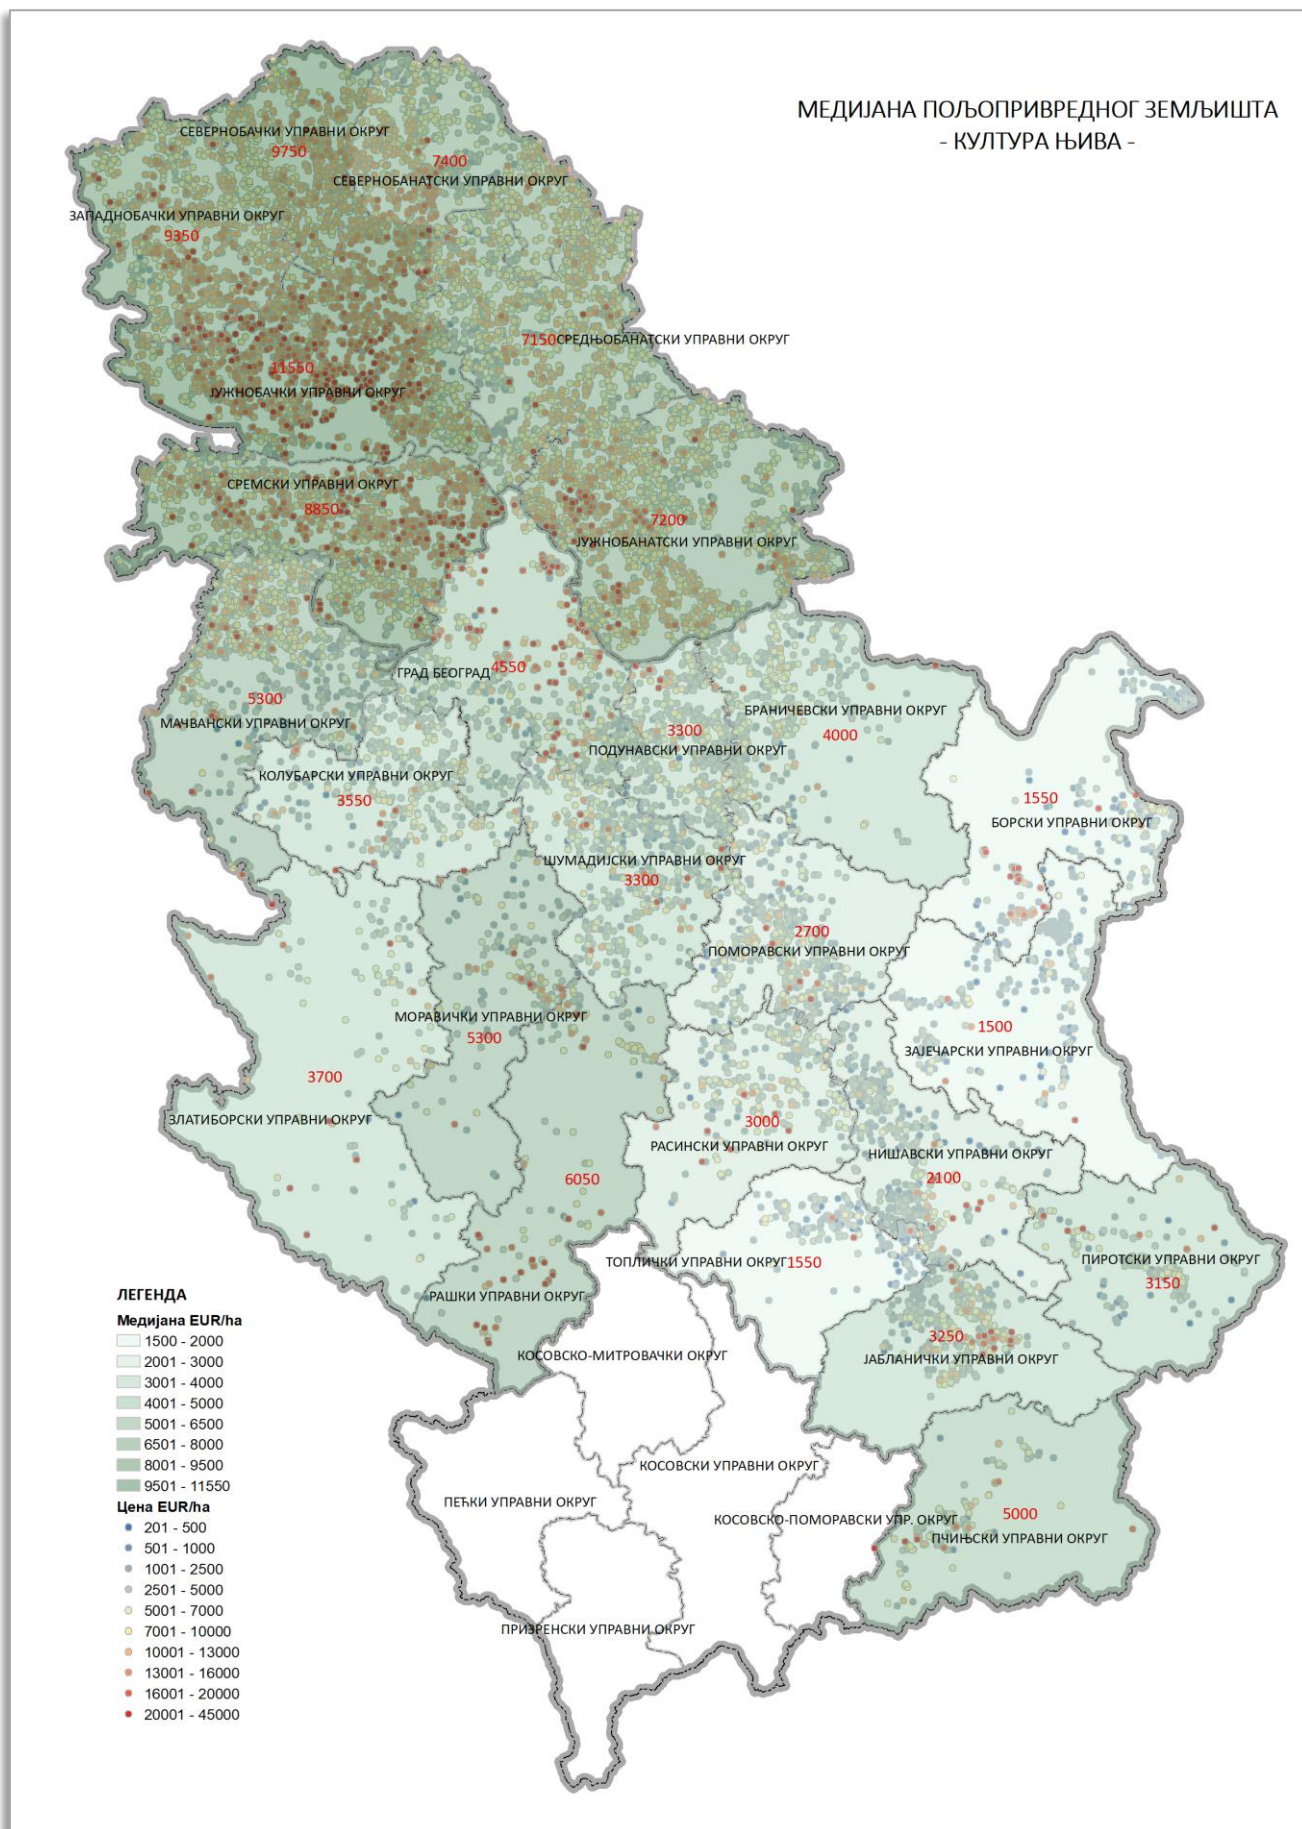 МЕДИЈАНА ПОЉОПРИВРЕДНОГ ЗЕМЉИШТА
- КУЛТУРА ЊИВА -
СЕВЕРНОБАЧКИ УПРАВНИ ОКРУГ
9750
7400
СЕВЕРНОБАНАТСКИ УПРАВНИ ОКРУГ
ЗАПАДНОБАЧКИ УПРАВНИ ОКРУГ
9350
7150 СРЕДЊОБАНАТСКИ УПРАВНИ ОКРУГ
11550
ЈУЖНОБАЧКИ УПРАВНИ ОКРУГ
СРЕМСКИ УПРАВНИ ОКРУГ
8850
7200
ЈУЖНОБАНАТСКИ УПРАВНИ ОКРУГ
ГРАД БЕОГРАД 4550
5300
МАЧВАНСКИ УПРАВНИ ОКРУГ
БРАНИЧЕВСКИ УПРАВНИ ОКРУГ
4000
3300
ПОДУНАВСКИ УПРАВНИ ОКРУГ
КОЛУБАРСКИ УПРАВНИ ОКРУГ
3550
1550
БОРСКИ УПРАВНИ ОКРУГ
ШУМАДИЈСКИ УПРАВНИ ОКРУГ
3300
2700
ПОМОРАВСКИ УПРАВНИ ОКРУГ
МОРАВИЧКИ УПРАВНИ ОКРУГ
5300
1500
ЗАЈЕЧАРСКИ УПРАВНИ ОКРУГ
3700
ЗЛАТИБОРСКИ УПРАВНИ ОКРУГ
3000
РАСИНСКИ УПРАВНИ ОКРУГ
НИШАВСКИ УПРАВНИ ОКРУГ
2100
6050
ТОПЛИЧКИ УПРАВНИ ОКРУГ 1550
ПИРОТСКИ УПРАВНИ ОКРУГ
3150
РАШКИ УПРАВНИ ОКРУГ
3250
ЈАБЛАНИЧКИ УПРАВНИ ОКРУГ
КОСОВСКО-МИТРОВАЧКИ ОКРУГ
КОСОВСКИ УПРАВНИ ОКРУГ
ПЕЋКИ УПРАВНИ ОКРУГ
КОСОВСКО-ПОМОРАВСКИ УПР. ОКРУГ
5000
ПЧИЊСКИ УПРАВНИ ОКРУГ
ПРИЗРЕНСКИ УПРАВНИ ОКРУГ
ЛЕГЕНДА
Медијана EUR/ha
1500 - 2000
2001 - 3000
3001 - 4000
4001 - 5000
5001 - 6500
6501 - 8000
8001 - 9500
9501 - 11550
Цена EUR/ha
201 - 500
501 - 1000
1001 - 2500
2501 - 5000
5001 - 7000
7001 - 10000
10001 - 13000
13001 - 16000
16001 - 20000
20001 - 45000